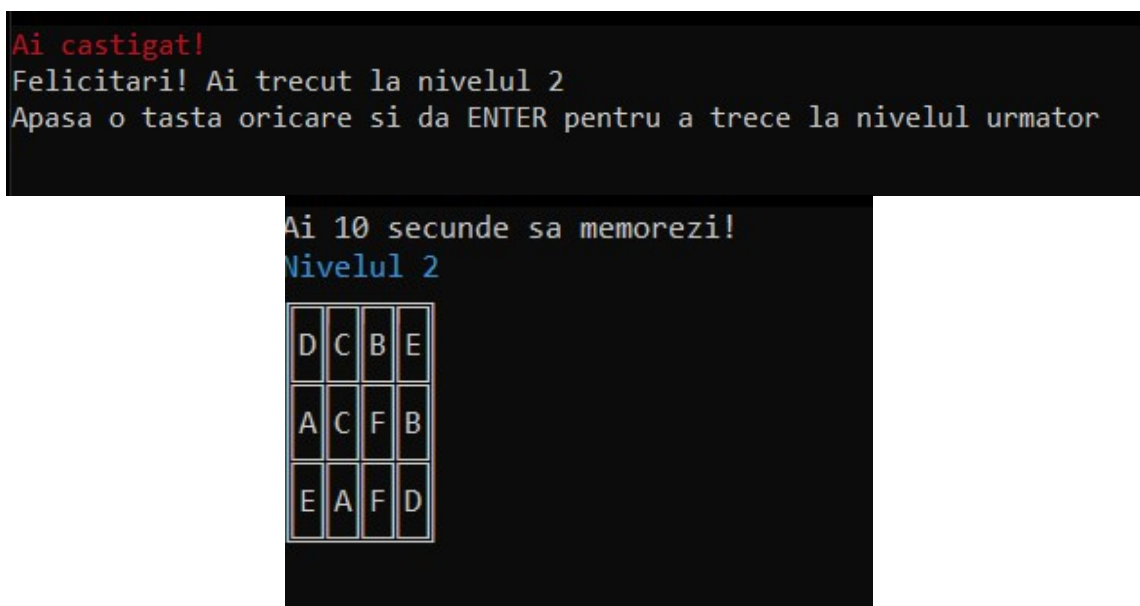 Ai castigat!
Felicitari! Ai trecut la nivelul 2
Apasa o tasta oricare si da ENTER pentru a trece la nivelul urmator
Ai 10 secunde sa memorezi!
Nivelul 2
D C B E
A C F B
E A F D